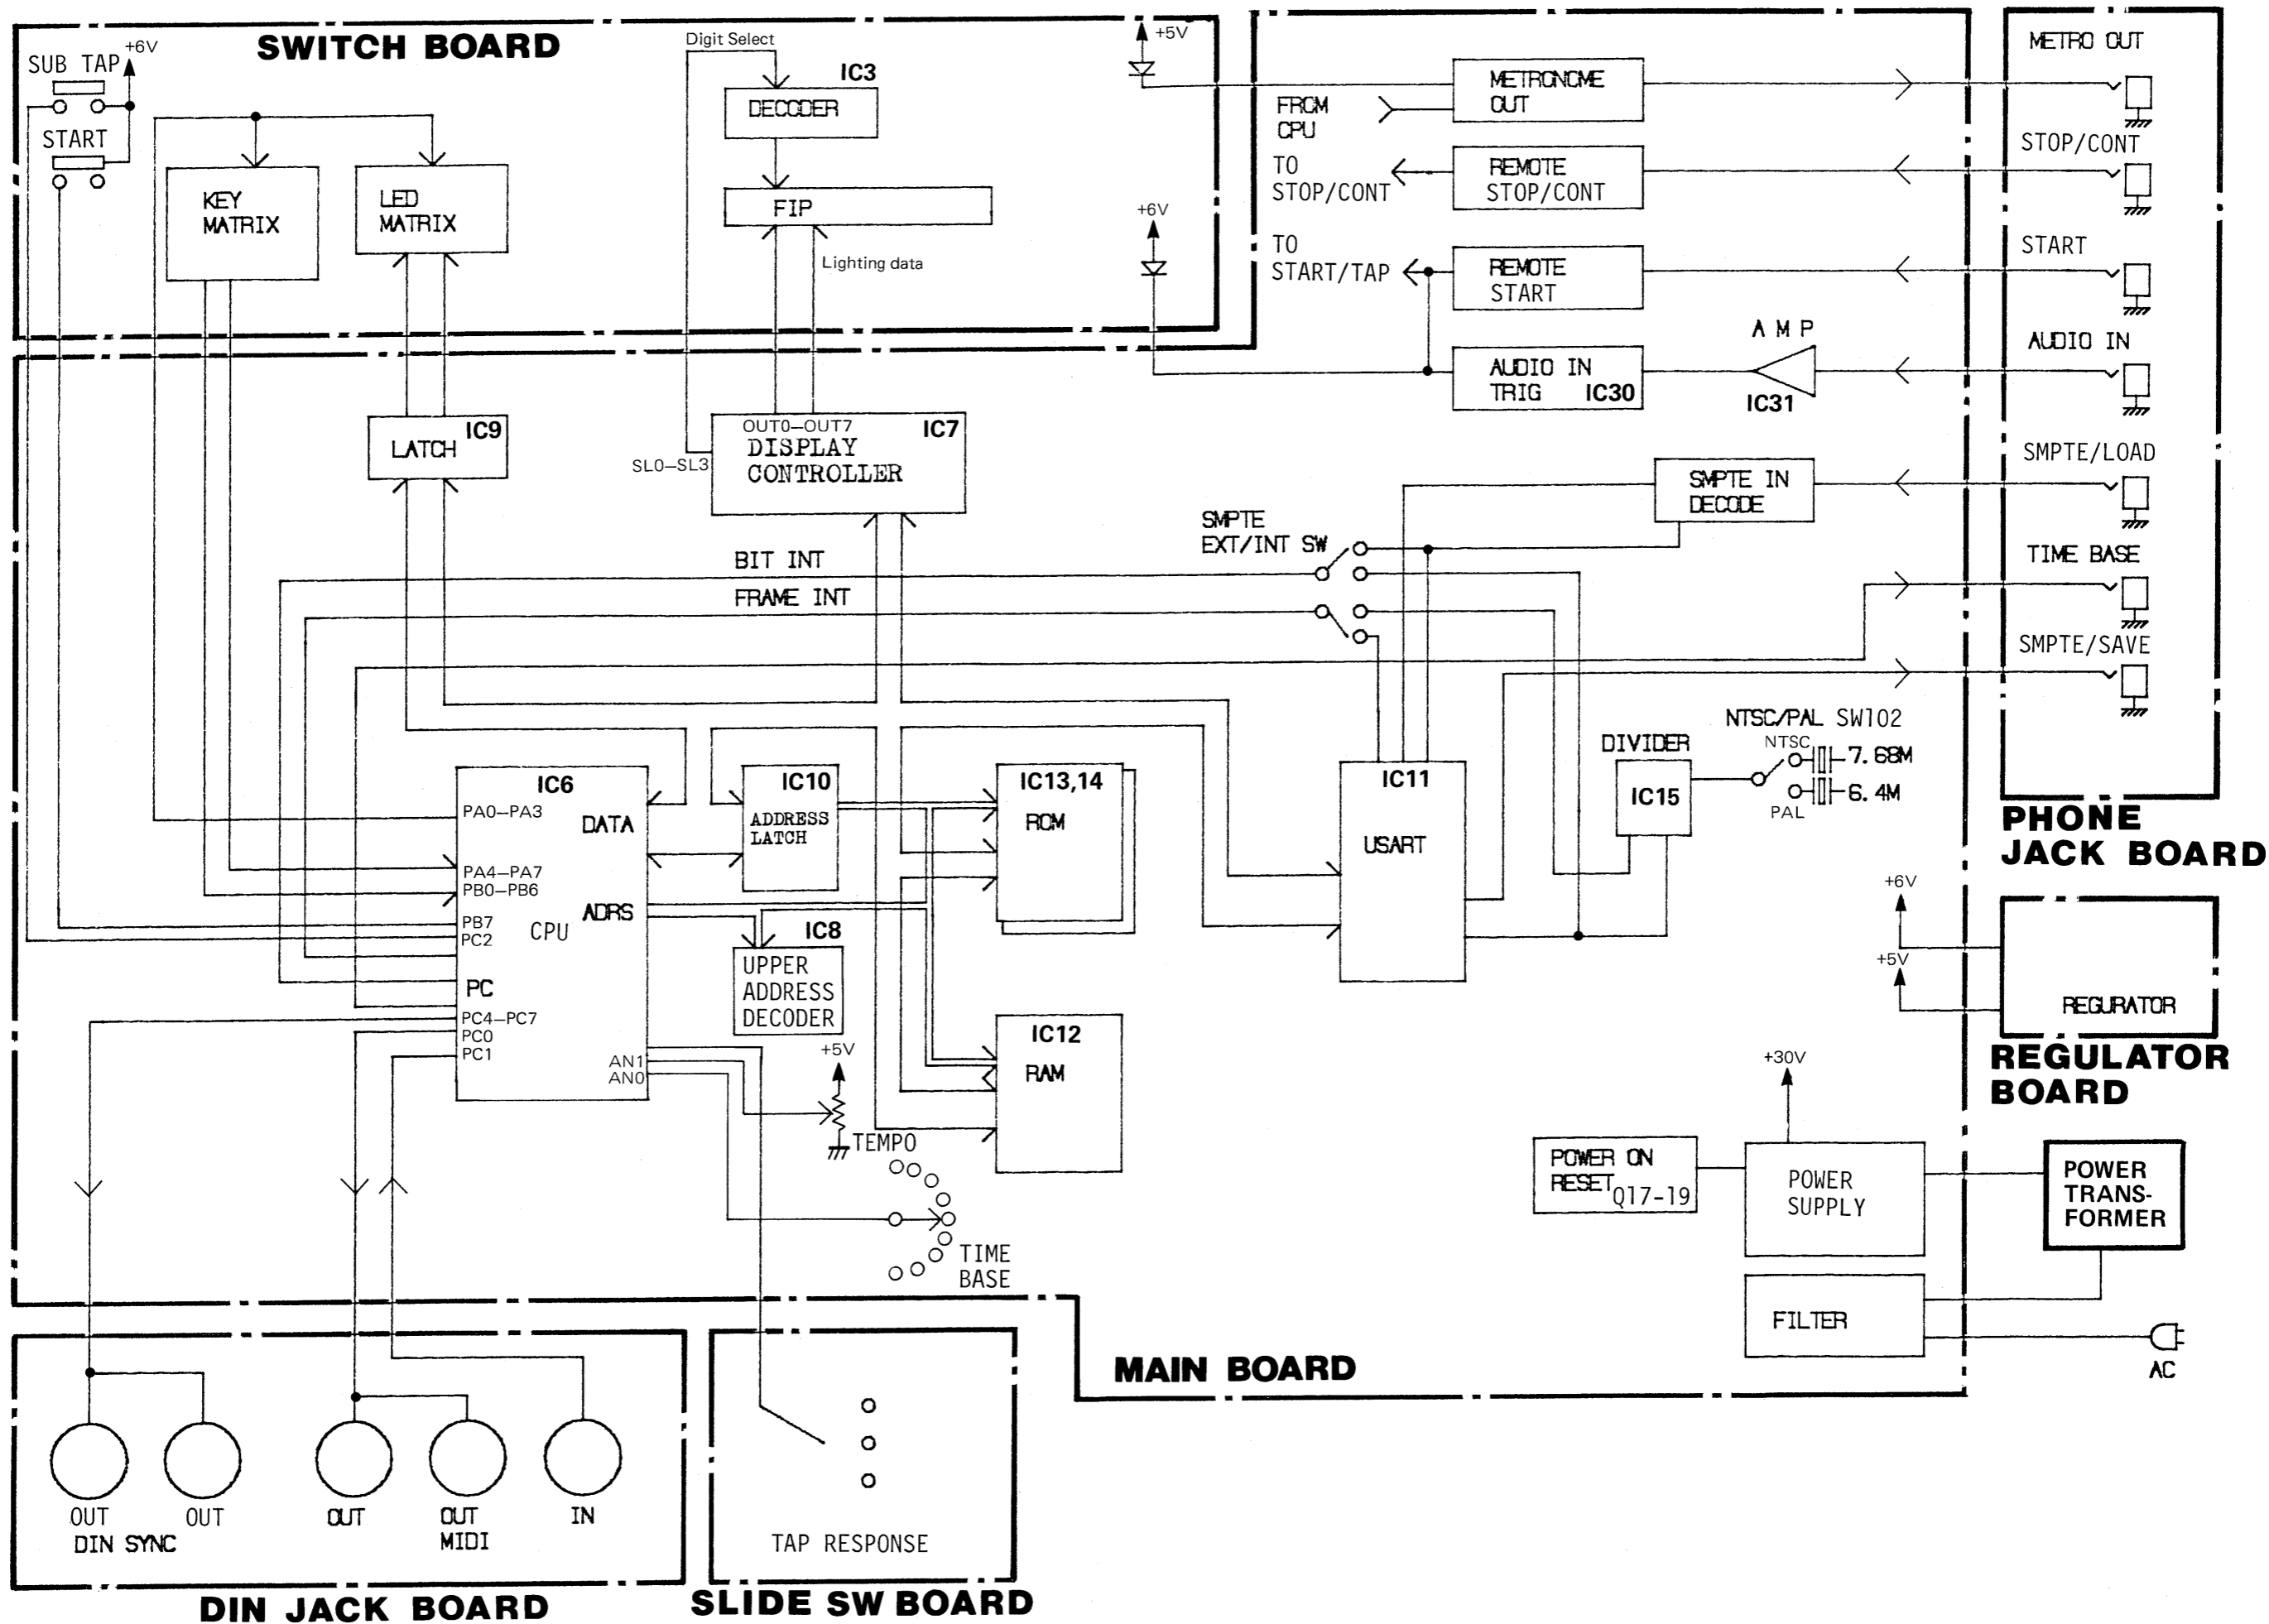 SWITCH BOARD
+6V
SUB TAP
START
Digit Select
IC3
DECODER
FIP
Lighting data
KEY
MATRIX
LED
MATRIX
+5V
+6V
FROM
CPU
METRONOME
OUT
TO
STOP/CONT
REMOTE
STOP/CONT
TO
START/TAP
REMOTE
START
AMP
AUDIO IN
TRIG
IC30
IC31
METRO OUT
STOP/CONT
START
AUDIO IN
SMPTE/LOAD
TIME BASE
SMPTE/SAVE
PHONE
JACK BOARD
IC9
LATCH
OUT0–OUT7
IC7
SL0–SL3
DISPLAY
CONTROLLER
SMPTE IN
DECODE
SMPTE
EXT/INT SW
BIT INT
FRAME INT
NTSC/PAL SW102
NTSC
7.68M
PAL
6.4M
DIVIDER
IC15
IC6
PA0–PA3
DATA
PA4–PA7
PB0–PB6
ADRS
PB7
PC2
CPU
PC
PC4–PC7
PC0
PC1
AN1
AN0
IC10
ADDRESS
LATCH
IC8
UPPER
ADDRESS
DECODER
IC13,14
ROM
IC12
RAM
IC11
USART
+5V
TEMPO
TIME
BASE
+6V
+5V
REGURATOR
REGULATOR
BOARD
+30V
POWER ON
RESET
Q17-19
POWER
SUPPLY
POWER
TRANS-
FORMER
FILTER
AC
MAIN BOARD
OUT
OUT
DIN SYNC
OUT
OUT
MIDI
IN
DIN JACK BOARD
TAP RESPONSE
SLIDE SW BOARD